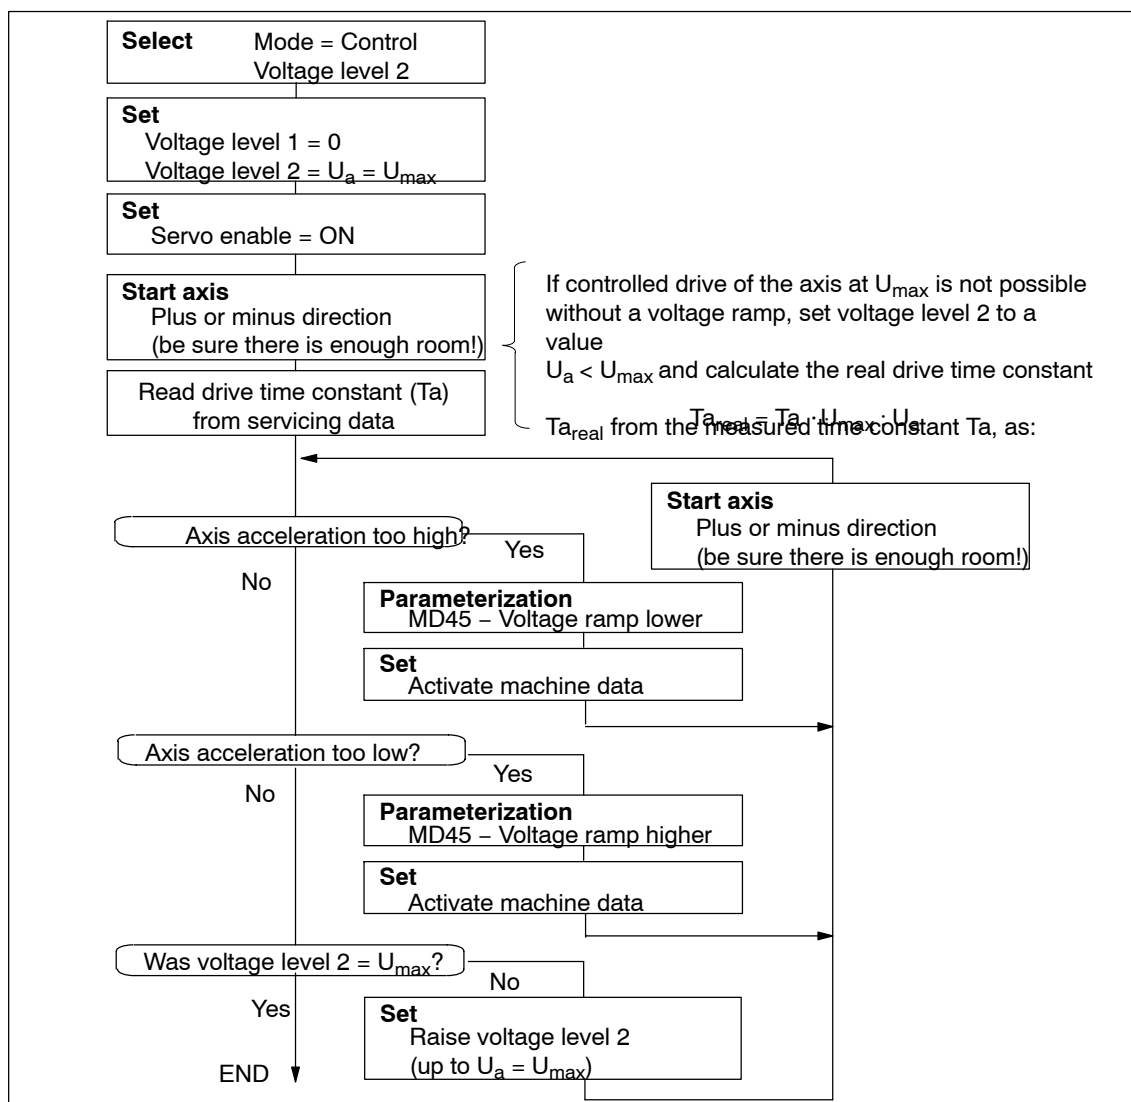 Select Mode = Control
Voltage level 2
Set
Voltage level 1 = 0
Voltage level 2 = Ua = Umax
Set
Servo enable = ON
Start axis
Plus or minus direction
(be sure there is enough room!)
Read drive time constant (Ta)
from servicing data
If controlled drive of the axis at Umax is not possible
without a voltage ramp, set voltage level 2 to a
value
Ua < Umax and calculate the real drive time constant
Tareal = Ta · Umax · Ua
Tareal from the measured time constant Ta, as:
Start axis
Plus or minus direction
(be sure there is enough room!)
Axis acceleration too high?
Yes
No
Parameterization
MD45 – Voltage ramp lower
Set
Activate machine data
Axis acceleration too low?
Yes
No
Parameterization
MD45 – Voltage ramp higher
Set
Activate machine data
Was voltage level 2 = Umax?
No
Yes
Set
Raise voltage level 2
(up to Ua = Umax)
END